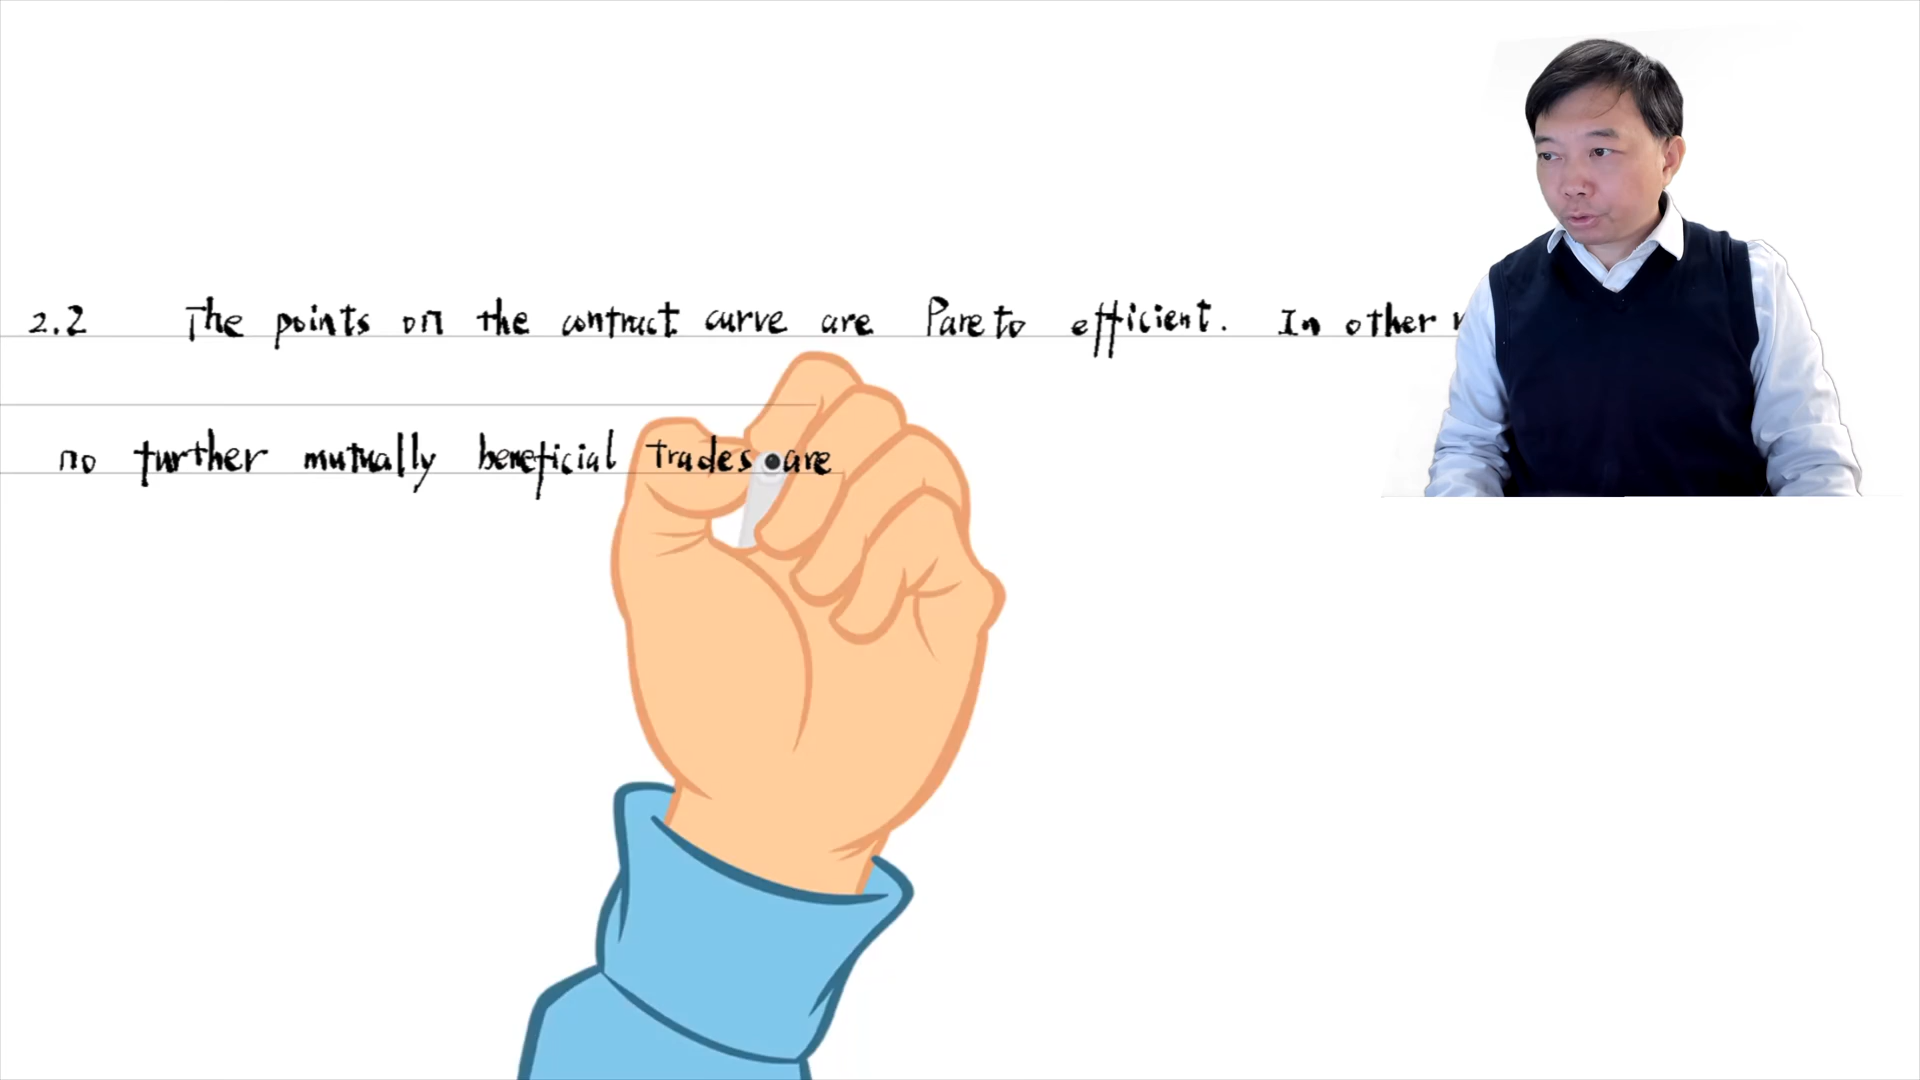 2.2 The points on the contract curve are Pareto efficient. In other
no further mutually beneficial trades are